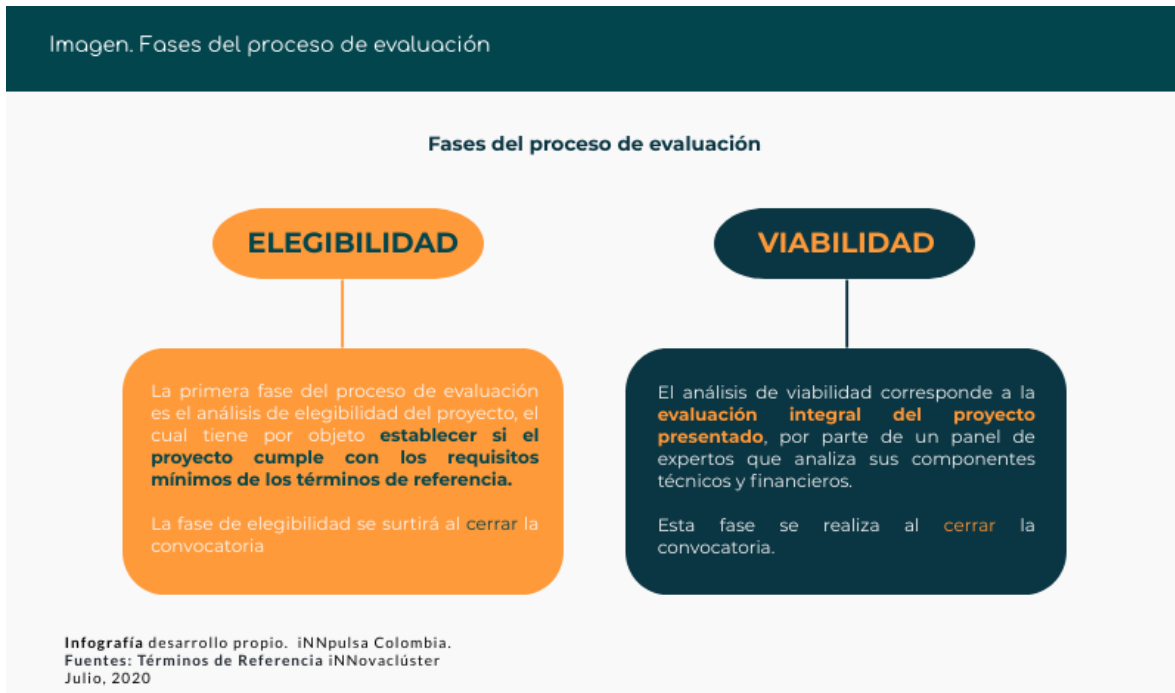 Imagen. Fases del proceso de evaluación
Fases del proceso de evaluación
ELEGIBILIDAD
La primera fase del proceso de evaluación
es el análisis de elegibilidad del proyecto, el
cual tiene por objeto establecer si el
proyecto cumple con los requisitos
mínimos de los términos de referencia.
La fase de elegibilidad se surtirá al cerrar la
convocatoria
VIABILIDAD
El análisis de viabilidad corresponde a la
evaluación integral del proyecto
presentado, por parte de un panel de
expertos que analiza sus componentes
técnicos y financieros.
Esta fase se realiza al cerrar la
convocatoria.
Infografía desarrollo propio. iNNpulsa Colombia.
Fuentes: Términos de Referencia iNNovaclúster
Julio, 2020